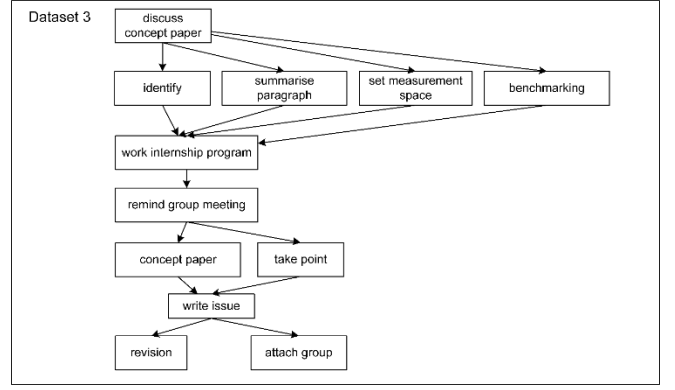 Dataset 3
discuss
concept paper
identify
summarise
paragraph
set measurement
space
benchmarking
work internship program
remind group meeting
concept paper
take point
write issue
revision
attach group